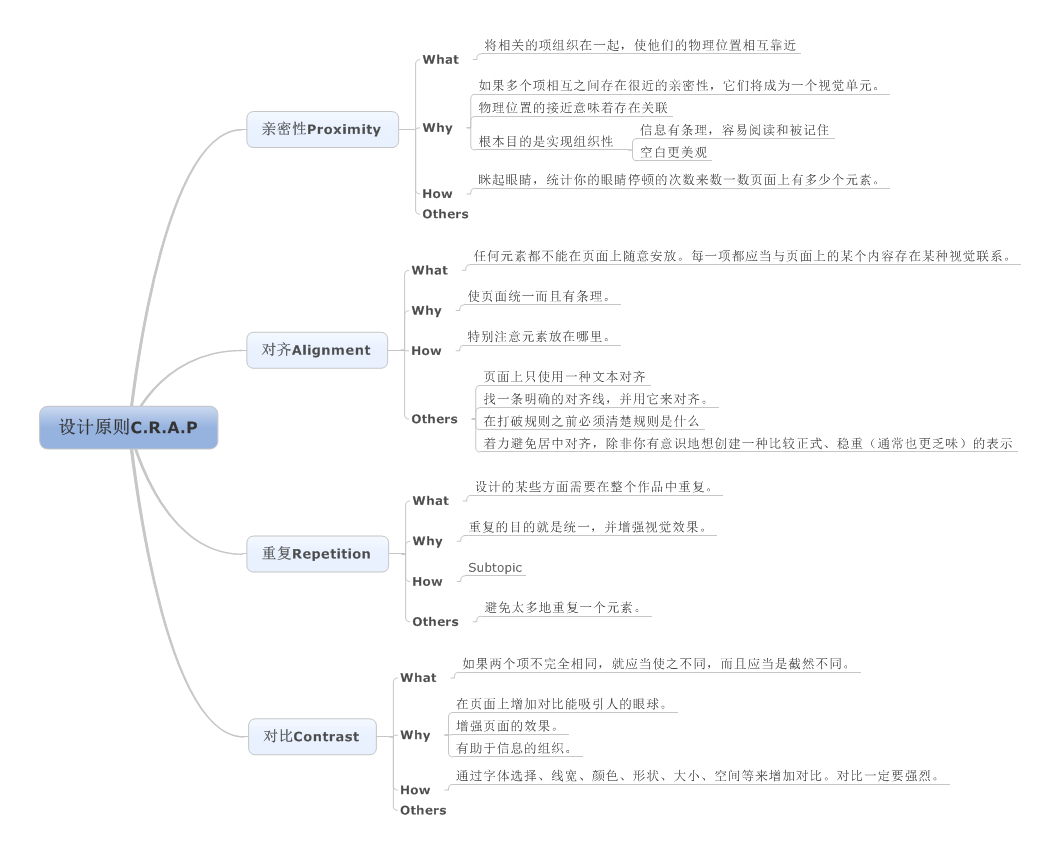 设计原则C.R.A.P
亲密性Proximity
What
将相关的项组织在一起，使他们的物理位置相互靠近
Why
如果多个项相互之间存在很近的亲密性，它们将成为一个视觉单元。
物理位置的接近意味着存在关联
根本目的是实现组织性
信息有条理，容易阅读和被记住
空白更美观
How
眯起眼睛，统计你的眼睛停顿的次数来数一数页面上有多少个元素。
Others
对齐Alignment
What
任何元素都不能在页面上随意安放。每一项都应当与页面上的某个内容存在某种视觉联系。
Why
使页面统一而且有条理。
How
特别注意元素放在哪里。
Others
页面上只使用一种文本对齐
找一条明确的对齐线，并用它来对齐。
在打破规则之前必须清楚规则是什么
着力避免居中对齐，除非你有意识地想创建一种比较正式、稳重（通常也更乏味）的表示
重复Repetition
What
设计的某些方面需要在整个作品中重复。
Why
重复的目的就是统一，并增强视觉效果。
How
Subtopic
Others
避免太多地重复一个元素。
对比Contrast
What
如果两个项不完全相同，就应当使之不同，而且应当是截然不同。
Why
在页面上增加对比能吸引人的眼球。
增强页面的效果。
有助于信息的组织。
How
通过字体选择、线宽、颜色、形状、大小、空间等来增加对比。对比一定要强烈。
Others